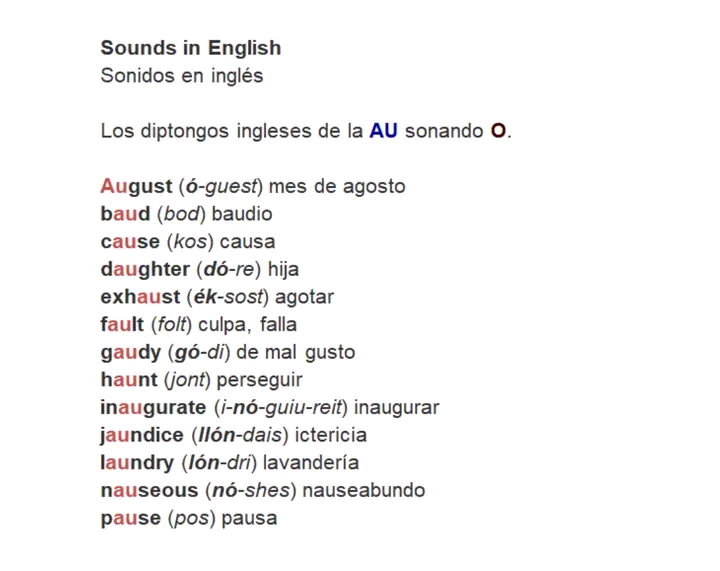 Sounds in English
Sonidos en inglés
Los diptongos ingleses de la AU sonando O.
August (ó-guest) mes de agosto
baud (bod) baudio
cause (kos) causa
daughter (dó-re) hija
exhaust (ék-sost) agotar
fault (folt) culpa, falla
gaudy (gó-di) de mal gusto
haunt (jont) perseguir
inaugurate (i-nó-guiu-reit) inaugurar
jaundice (llón-dais) ictericia
laundry (lón-dri) lavandería
nauseous (nó-shes) nauseabundo
pause (pos) pausa